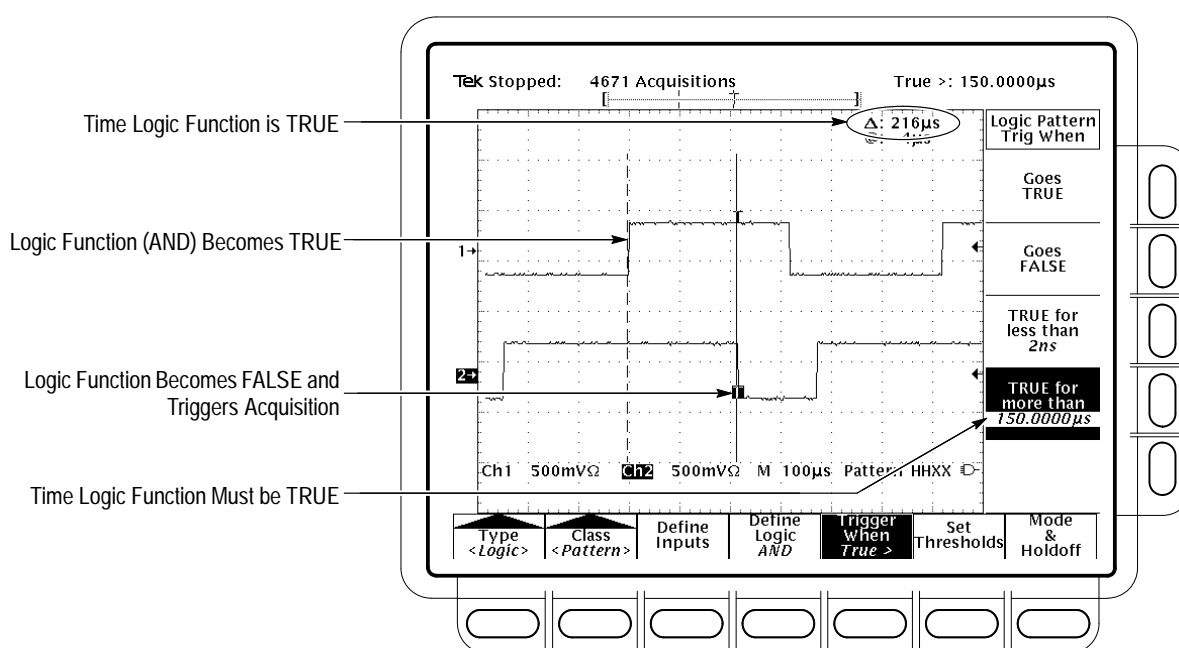 Tek Stopped: 4671 Acquisitions True >: 150.0000µs
Time Logic Function is TRUE
Δ: 216µs
Logic Pattern
Trig When
Goes
TRUE
Logic Function (AND) Becomes TRUE
1→
Goes
FALSE
TRUE for
less than
2ns
Logic Function Becomes FALSE and
Triggers Acquisition
2→
T
TRUE for
more than
150.0000µs
Ch1 500mVΩ Ch2 500mVΩ M 100µs Pattern HHXX
Time Logic Function Must be TRUE
Type
<Logic>
Class
<Pattern>
Define
Inputs
Define
Logic
AND
Trigger
When
True >
Set
Thresholds
Mode
&
Holdoff